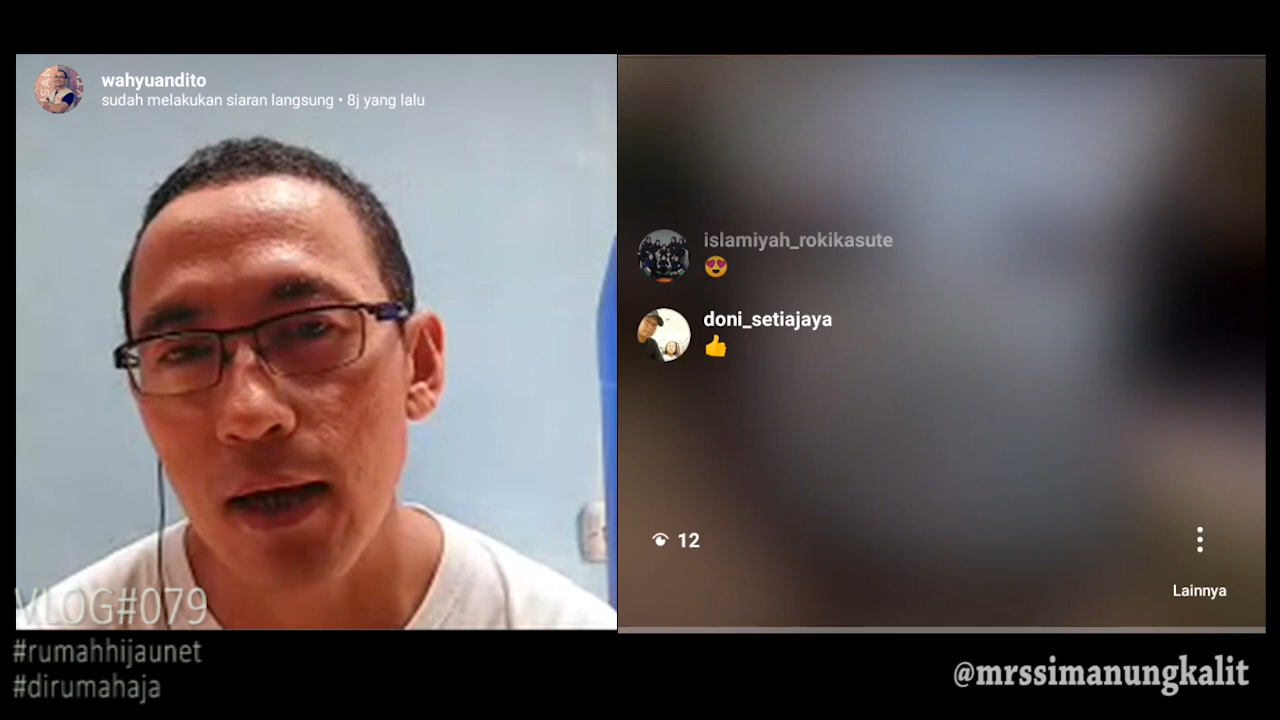 wahyuandito
sudah melakukan siaran langsung • 8j yang lalu
islamiyah_rokikasute
😍
doni_setiajaya
👍
12
Lainnya
VLOG#079
#rumahhijaunet
#dirumahaja
@mrssimanungkalit